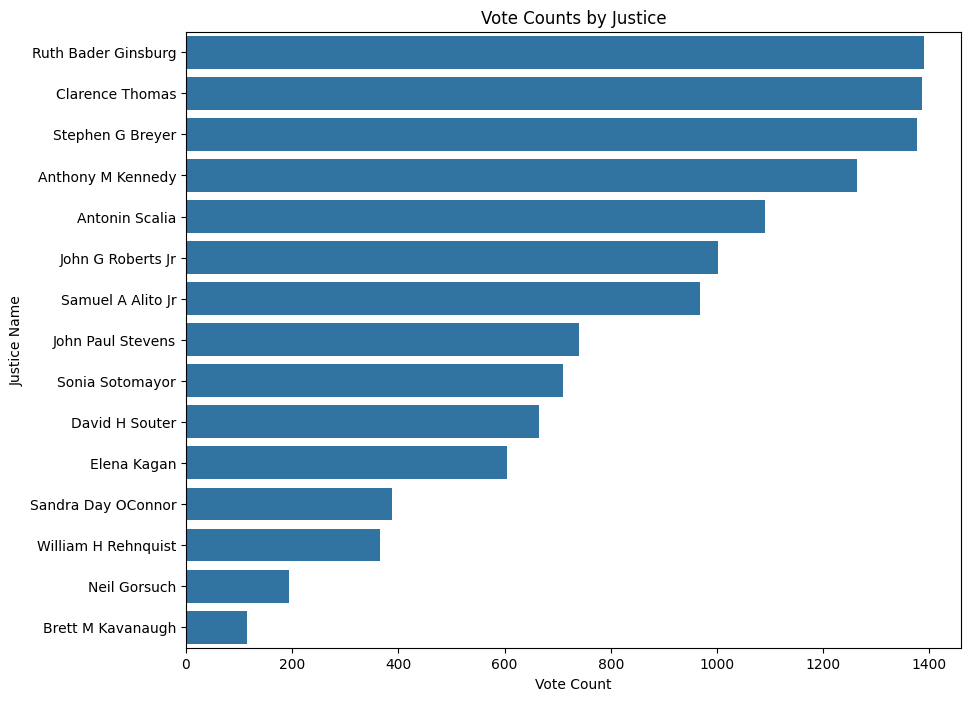 Vote Counts by Justice
Justice Name
Ruth Bader Ginsburg
Clarence Thomas
Stephen G Breyer
Anthony M Kennedy
Antonin Scalia
John G Roberts Jr
Samuel A Alito Jr
John Paul Stevens
Sonia Sotomayor
David H Souter
Elena Kagan
Sandra Day OConnor
William H Rehnquist
Neil Gorsuch
Brett M Kavanaugh
0 200 400 600 800 1000 1200 1400
Vote Count